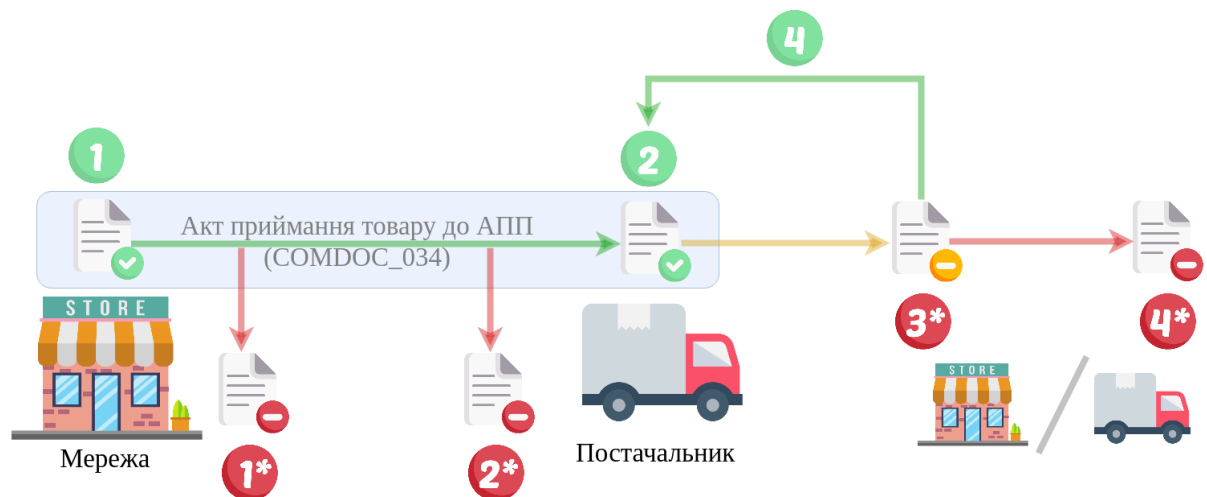 4
1
2
Акт приймання товару до АПП
(COMDOC_034)
STORE
3*
4*
STORE
Мережа
Постачальник
1*
2*